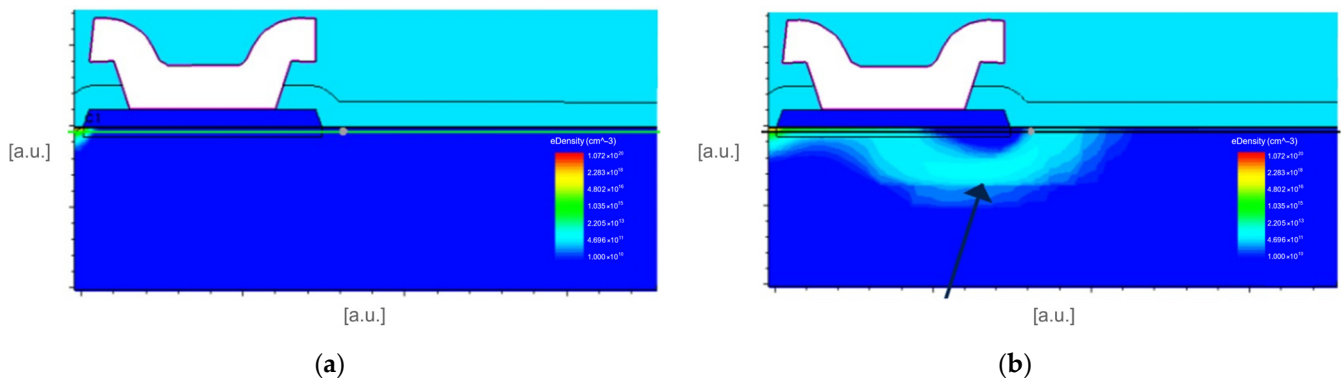 eDensity (cm^-3)
1.072×10²⁰
2.283×10¹⁸
4.802×10¹⁶
1.035×10¹⁵
2.205×10¹³
4.696×10¹¹
1.000×10¹⁰
[a.u.]
[a.u.]
(a)
eDensity (cm^-3)
1.072×10²⁰
2.283×10¹⁸
4.802×10¹⁶
1.035×10¹⁵
2.205×10¹³
4.696×10¹¹
1.000×10¹⁰
[a.u.]
[a.u.]
(b)